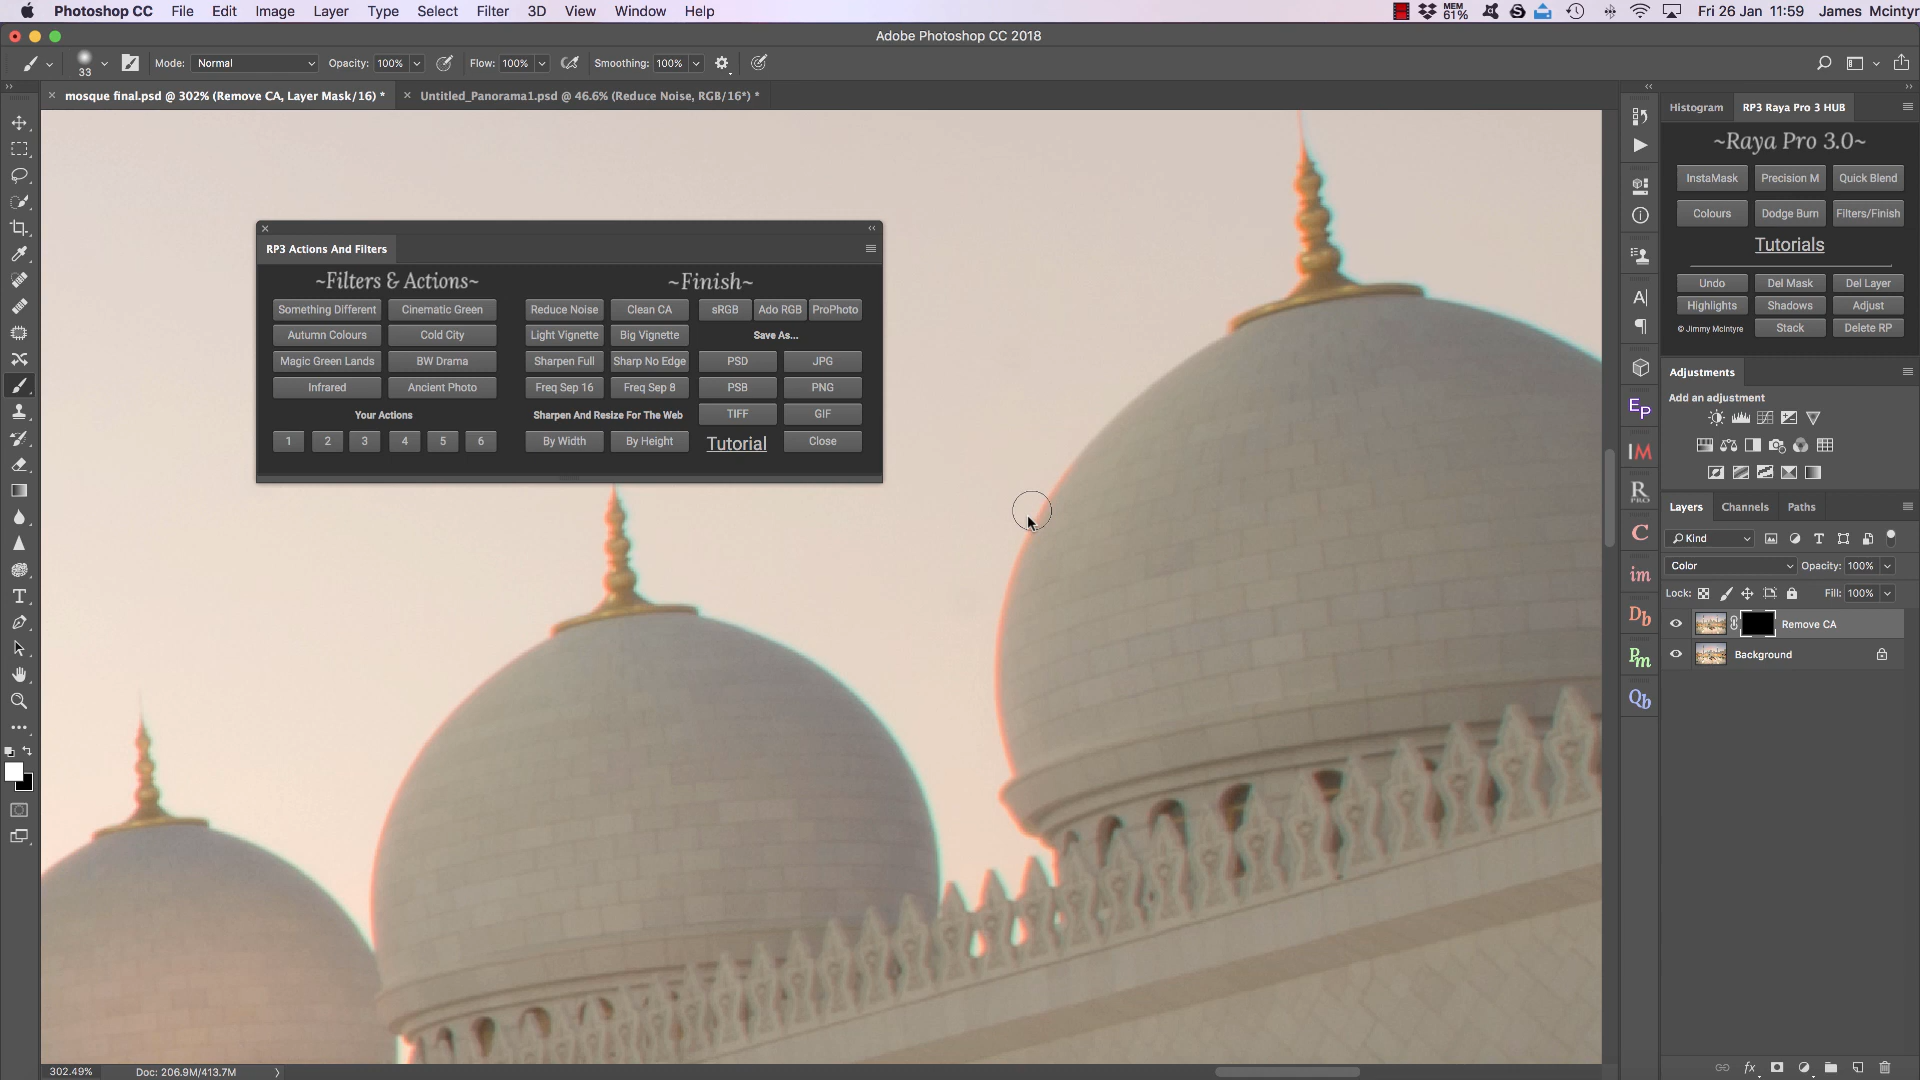 Photoshop CC File Edit Image Layer Type Select Filter 3D View Window Help MEM 61% Fri 26 Jan 11:59 James Mcintyr
Adobe Photoshop CC 2018
33 Mode: Normal Opacity: 100% Flow: 100% Smoothing: 100%
mosque final.psd @ 302% (Remove CA, Layer Mask/16) * Untitled_Panorama1.psd @ 46.6% (Reduce Noise, RGB/16*) *
Histogram RP3 Raya Pro 3 HUB
~Raya Pro 3.0~
InstaMask Precision M Quick Blend
Colours Dodge Burn Filters/Finish
Tutorials
Undo Del Mask Del Layer
Highlights Shadows Adjust
© Jimmy McIntyre Stack Delete RP
RP3 Actions And Filters
~Filters & Actions~ ~Finish~
Something Different Cinematic Green Reduce Noise Clean CA sRGB Ado RGB ProPhoto
Autumn Colours Cold City Light Vignette Big Vignette Save As...
Magic Green Lands BW Drama Sharpen Full Sharp No Edge PSD JPG
Infrared Ancient Photo Freq Sep 16 Freq Sep 8 PSB PNG
Your Actions Sharpen And Resize For The Web TIFF GIF
1 2 3 4 5 6 By Width By Height Tutorial Close
Adjustments
Add an adjustment
EP
IM
R PRO
C
im
Db
Pm
Qb
Layers Channels Paths
Kind
Color Opacity: 100%
Lock: Fill: 100%
Remove CA
Background
302.49% Doc: 206.9M/413.7M